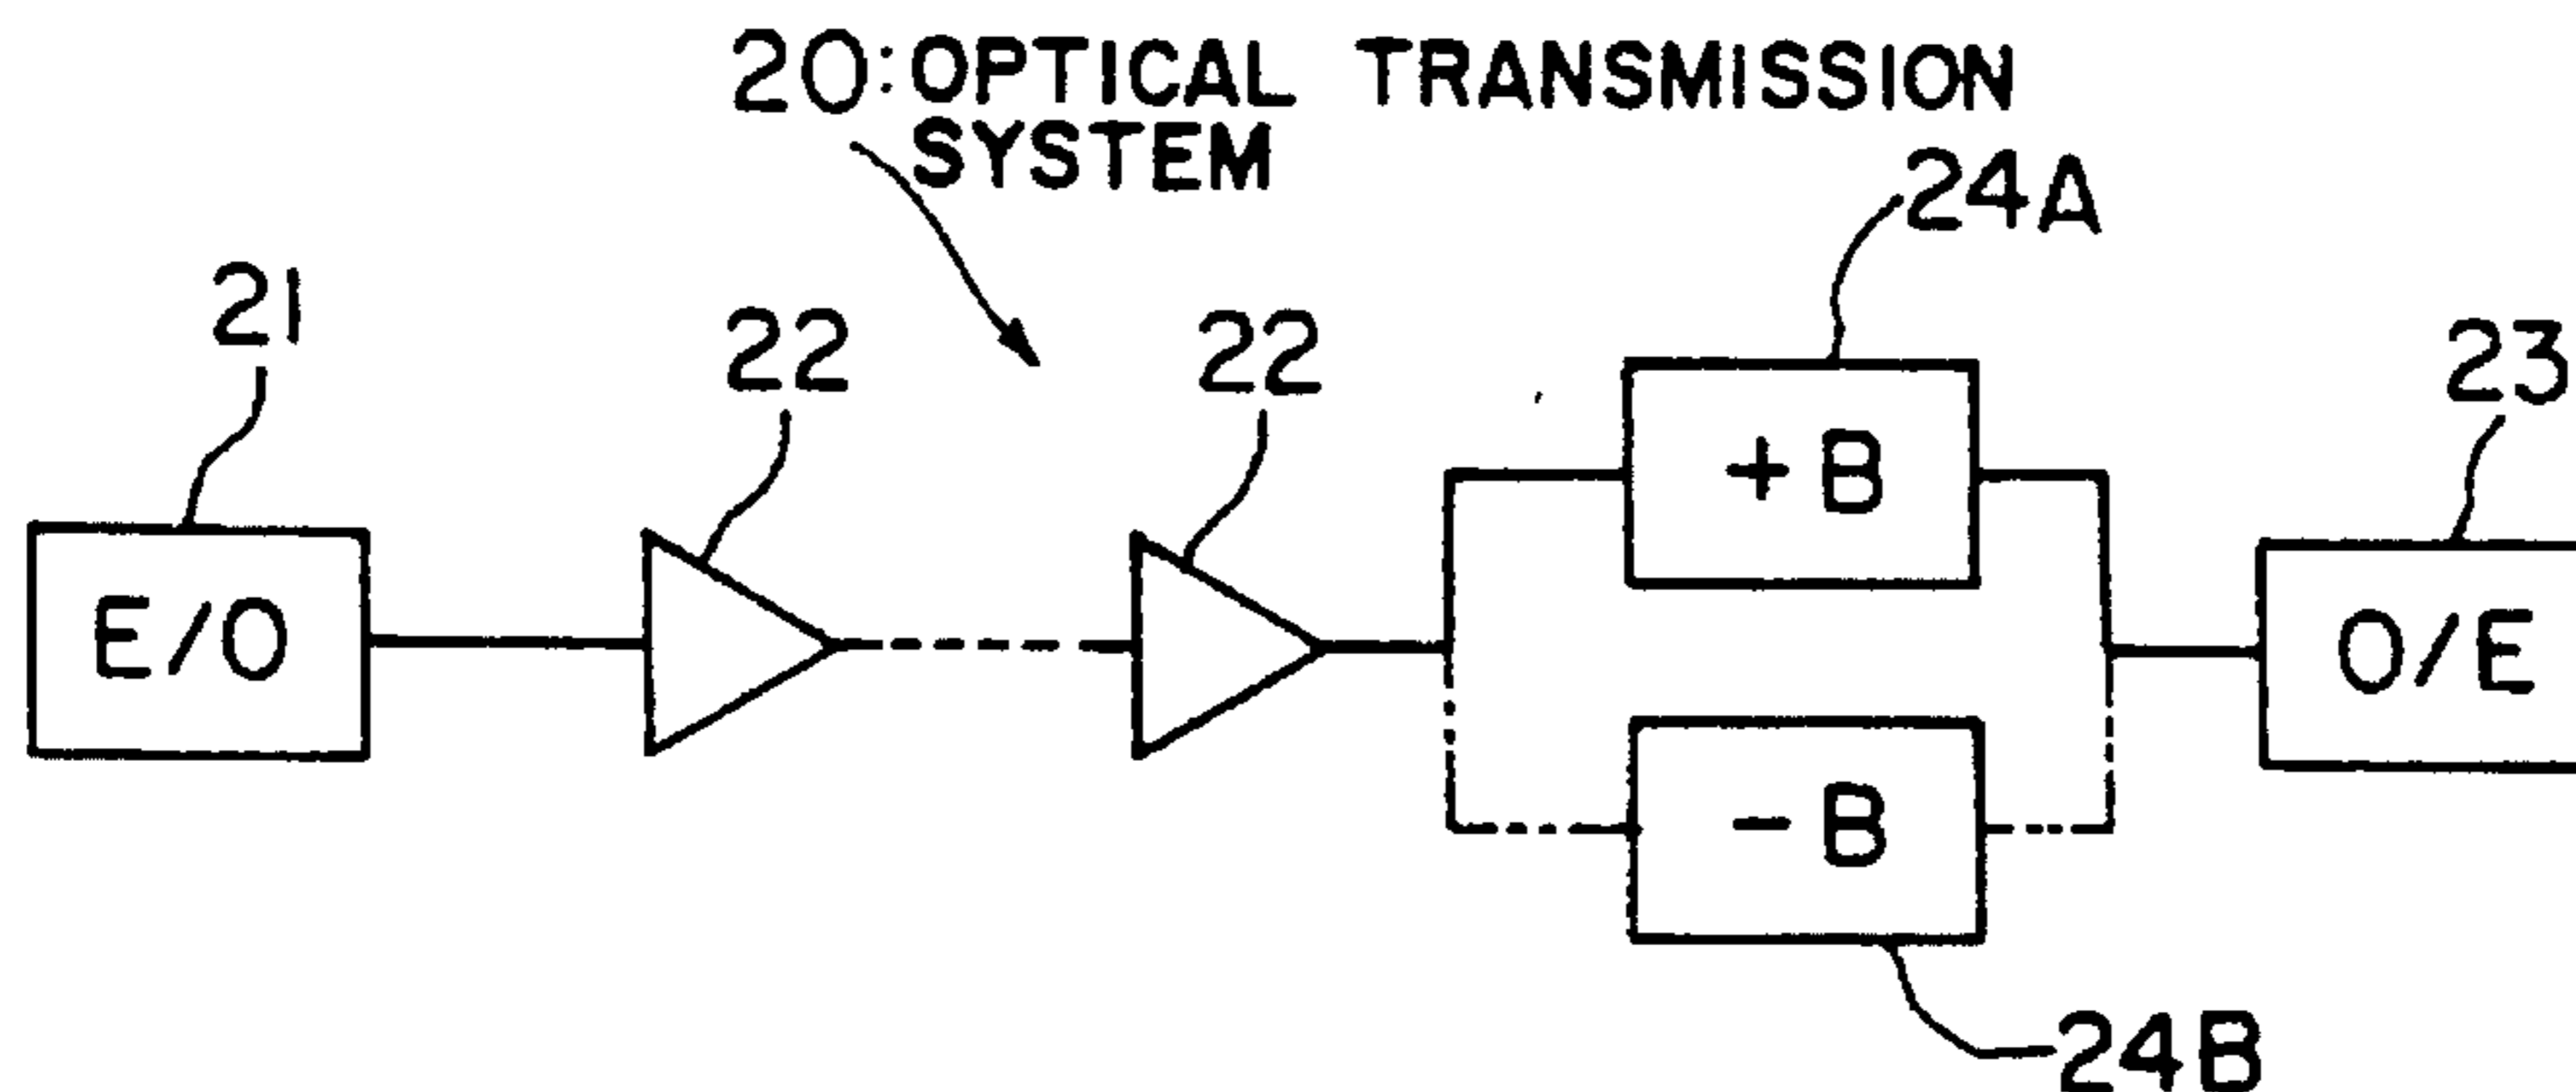 20: OPTICAL TRANSMISSION
SYSTEM
24A
21
22
22
23
+B
E/O
O/E
-B
24B